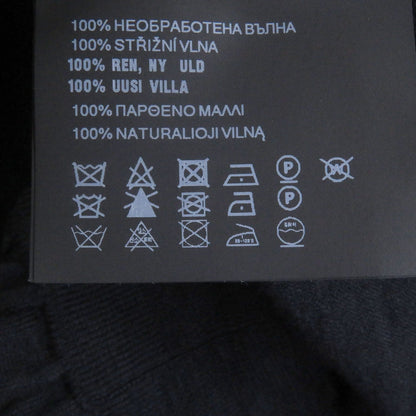 100% НЕОБРАБОТЕНА ВЪЛНА
100% STŘIŽNÍ VLNA
100% REN, NY ULD
100% UUSI VILLA
100% ΠΑΡΘΕΝΟ ΜΑΛΛΙ
100% NATURALIOJI VILNĄ
P
P